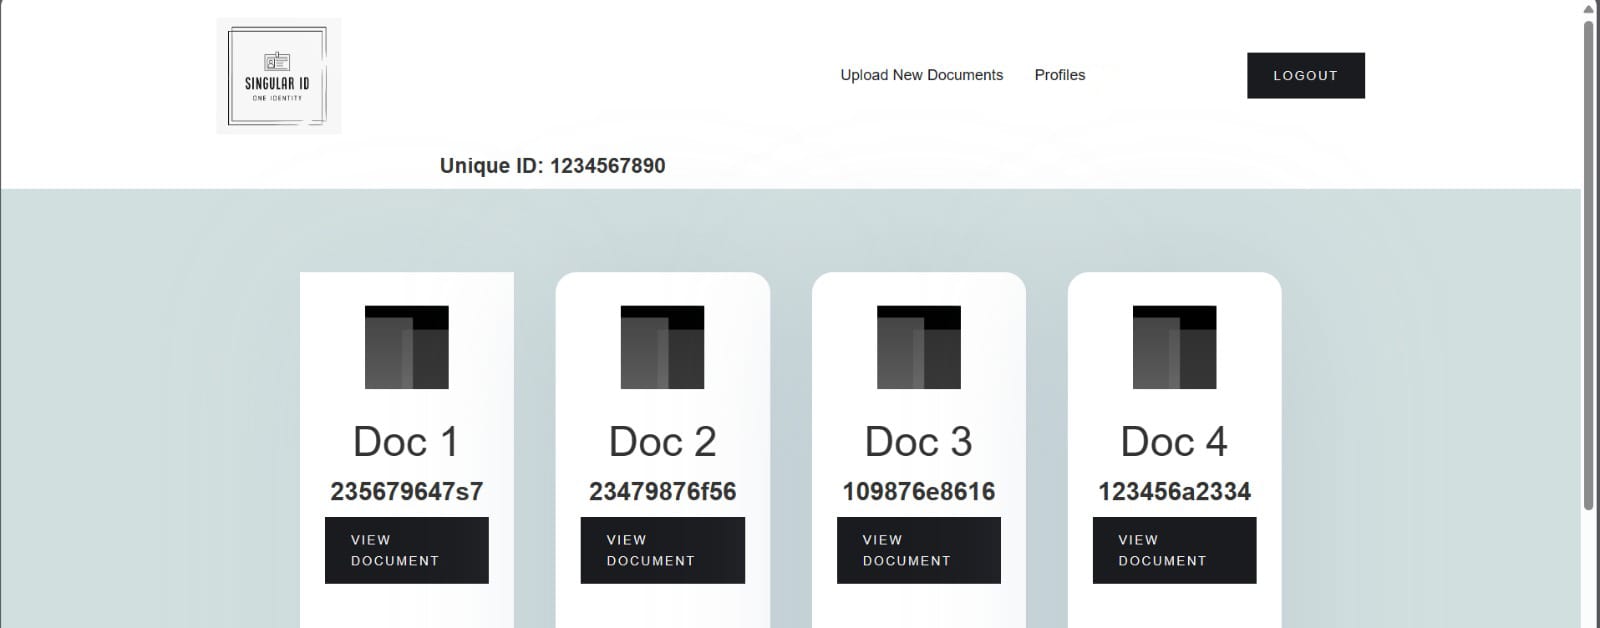 SINGULAR ID
ONE IDENTITY
Upload New Documents
Profiles
LOGOUT
Unique ID: 1234567890
Doc 1
235679647s7
VIEW
DOCUMENT
Doc 2
23479876f56
VIEW
DOCUMENT
Doc 3
109876e8616
VIEW
DOCUMENT
Doc 4
123456a2334
VIEW
DOCUMENT